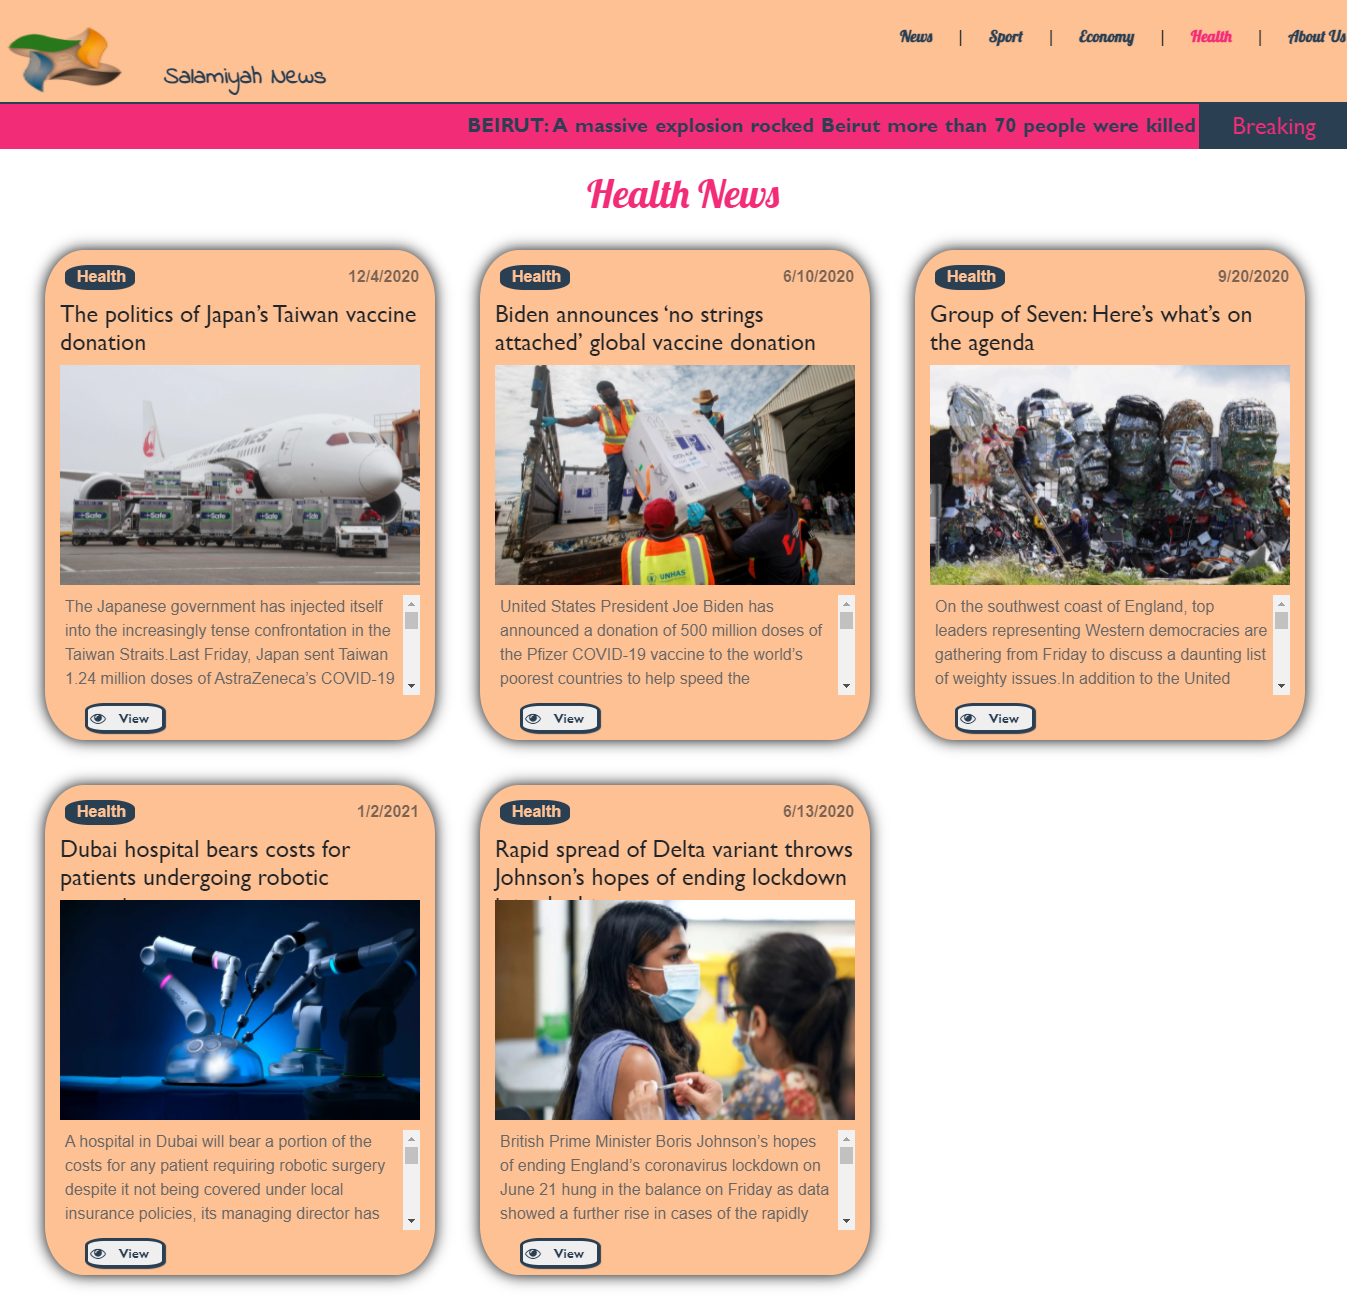 Salamiyah News
News | Sport | Economy | Health | About Us
BEIRUT: A massive explosion rocked Beirut more than 70 people were killed
Breaking
Health News
Health 12/4/2020
The politics of Japan’s Taiwan vaccine
donation
JAPAN AIRLINES
The Japanese government has injected itself
into the increasingly tense confrontation in the
Taiwan Straits.Last Friday, Japan sent Taiwan
1.24 million doses of AstraZeneca’s COVID-19
View
Health 6/10/2020
Biden announces ‘no strings
attached’ global vaccine donation
UNHAS
United States President Joe Biden has
announced a donation of 500 million doses of
the Pfizer COVID-19 vaccine to the world’s
poorest countries to help speed the
View
Health 9/20/2020
Group of Seven: Here’s what’s on
the agenda
On the southwest coast of England, top
leaders representing Western democracies are
gathering from Friday to discuss a daunting list
of weighty issues.In addition to the United
View
Health 1/2/2021
Dubai hospital bears costs for
patients undergoing robotic
A hospital in Dubai will bear a portion of the
costs for any patient requiring robotic surgery
despite it not being covered under local
insurance policies, its managing director has
View
Health 6/13/2020
Rapid spread of Delta variant throws
Johnson’s hopes of ending lockdown
British Prime Minister Boris Johnson’s hopes
of ending England’s coronavirus lockdown on
June 21 hung in the balance on Friday as data
showed a further rise in cases of the rapidly
View